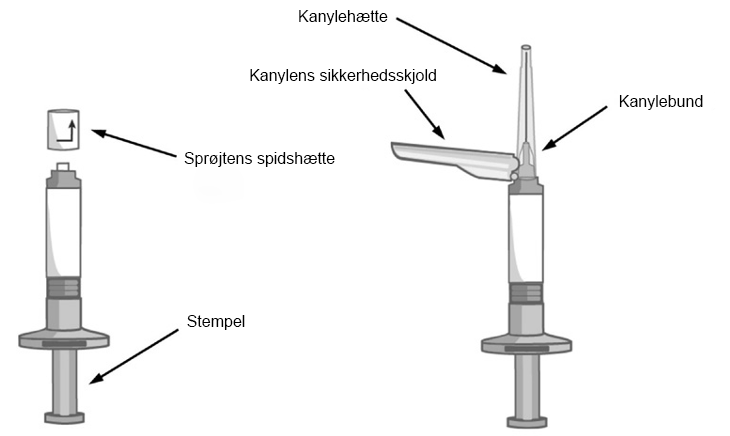 Kanylehætte
Kanylens sikkerhedsskjold
Kanylebund
Sprøjtens spidshætte
Stempel